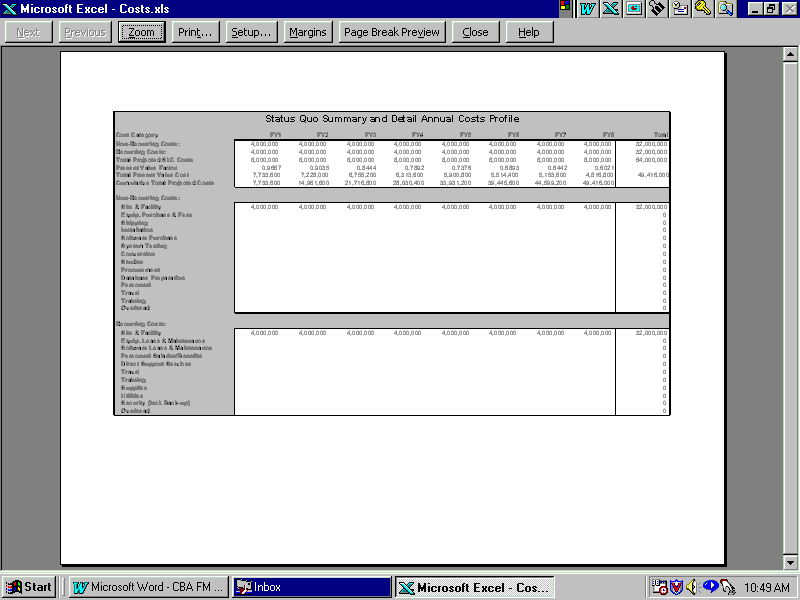 Microsoft Excel - Costs.xls
Next Previous Zoom Print... Setup... Margins Page Break Preview Close Help
Status Quo Summary and Detail Annual Costs Profile
Cost Category FY1 FY2 FY3 FY4 FY5 FY6 FY7 FY8 Total
Non-Recurring Costs: 4,000,000 4,000,000 4,000,000 4,000,000 4,000,000 4,000,000 4,000,000 4,000,000 32,000,000
Recurring Costs: 4,000,000 4,000,000 4,000,000 4,000,000 4,000,000 4,000,000 4,000,000 4,000,000 32,000,000
Total Projected SLC Costs 8,000,000 8,000,000 8,000,000 8,000,000 8,000,000 8,000,000 8,000,000 8,000,000 64,000,000
Present Value Factor 0.9667 0.9035 0.8444 0.7892 0.7376 0.6893 0.6442 0.6021
Total Present Value Cost 7,733,600 7,228,000 6,755,200 6,313,600 5,900,800 5,514,400 5,153,600 4,816,800 49,416,000
Cumulative Total Projected Costs 7,733,600 14,961,600 21,716,800 28,030,400 33,931,200 39,445,600 44,599,200 49,416,000
Non-Recurring Costs:
Site & Facility 4,000,000 4,000,000 4,000,000 4,000,000 4,000,000 4,000,000 4,000,000 4,000,000 32,000,000
Equip. Purchase & Fees 0
Shipping 0
Installation 0
Software Purchase 0
System Testing 0
Conversion 0
Studies 0
Procurement 0
Database Preparation 0
Personnel 0
Travel 0
Training 0
Overhead 0
Recurring Costs:
Site & Facility 4,000,000 4,000,000 4,000,000 4,000,000 4,000,000 4,000,000 4,000,000 4,000,000 32,000,000
Equip. Lease & Maintenance 0
Software Lease & Maintenance 0
Personnel Salaries/Benefits 0
Direct Support Services 0
Travel 0
Training 0
Supplies 0
Utilities 0
Security (incl. Back-up) 0
Overhead 0
Start Microsoft Word - CBA FM ... Inbox Microsoft Excel - Cos... 10:49 AM